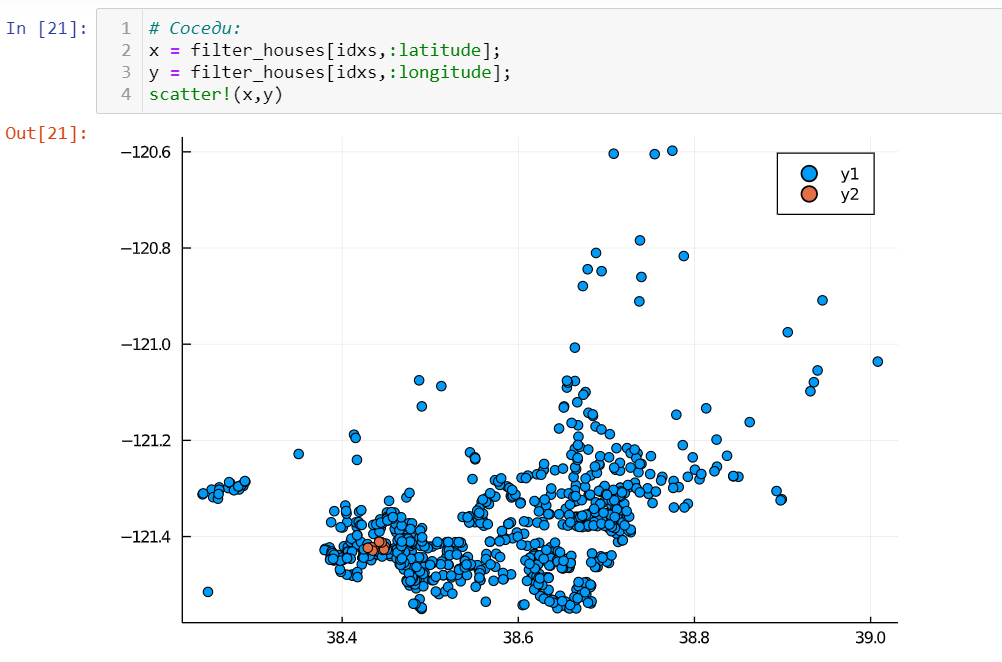 In [21]:
1 # Соседи:
2 x = filter_houses[idxs,:latitude];
3 y = filter_houses[idxs,:longitude];
4 scatter!(x,y)
Out[21]:
−120.6
−120.8
−121.0
−121.2
−121.4
38.4 38.6 38.8 39.0
y1
y2